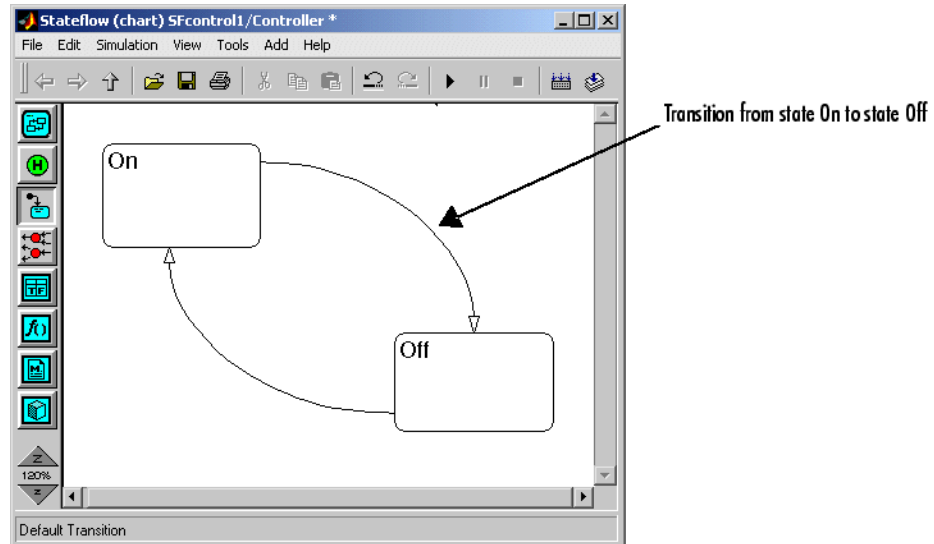 Stateflow (chart) SFcontrol1/Controller *
File Edit Simulation View Tools Add Help
Transition from state On to state Off
On
Off
H
TF
f()
M
Z
120%
Z
Default Transition